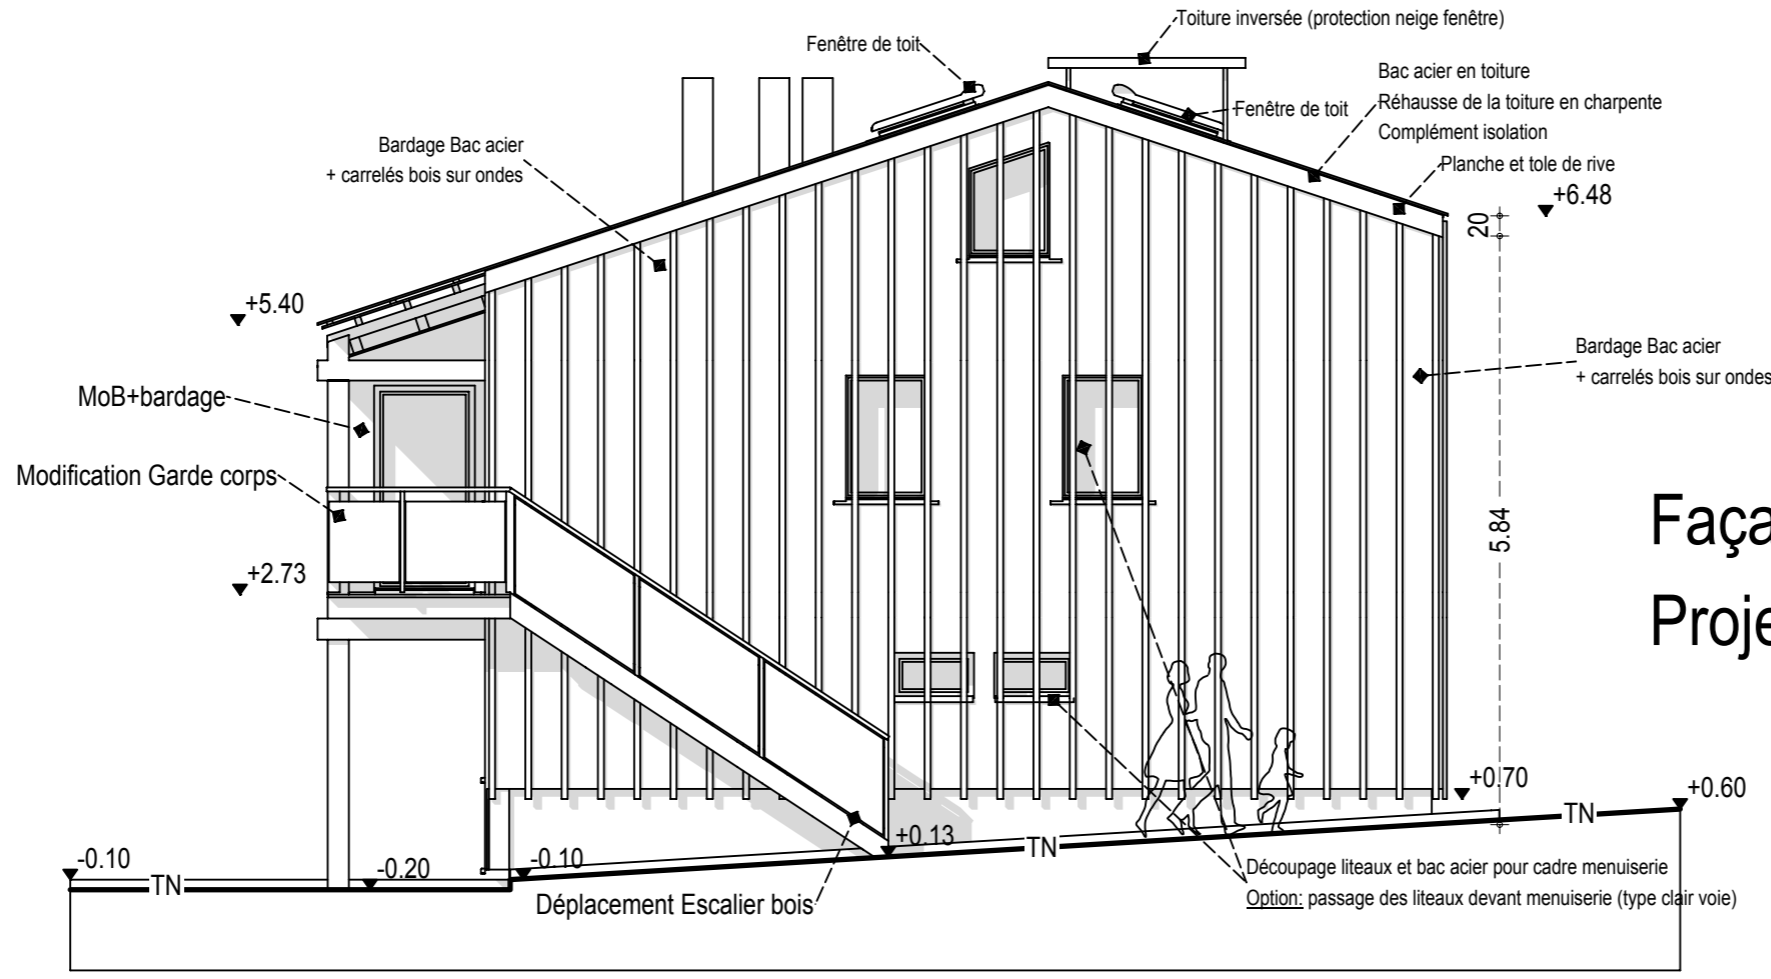 Toiture inversée (protection neige fenêtre)
Fenêtre de toit
Bac acier en toiture
Réhausse de la toiture en charpente
Complément isolation
Fenêtre de toit
Bardage Bac acier
+ carrelés bois sur ondes
Planche et tole de rive
+6.48
20
+5.40
Bardage Bac acier
+ carrelés bois sur ondes
MoB+bardage
Modification Garde corps
5.84
Faça
Proje
+2.73
+0.70
+0.60
TN
+0.13
TN
-0.10
TN
-0.20
-0.10
Découpage liteaux et bac acier pour cadre menuiserie
Option: passage des liteaux devant menuiserie (type clair voie)
Déplacement Escalier bois